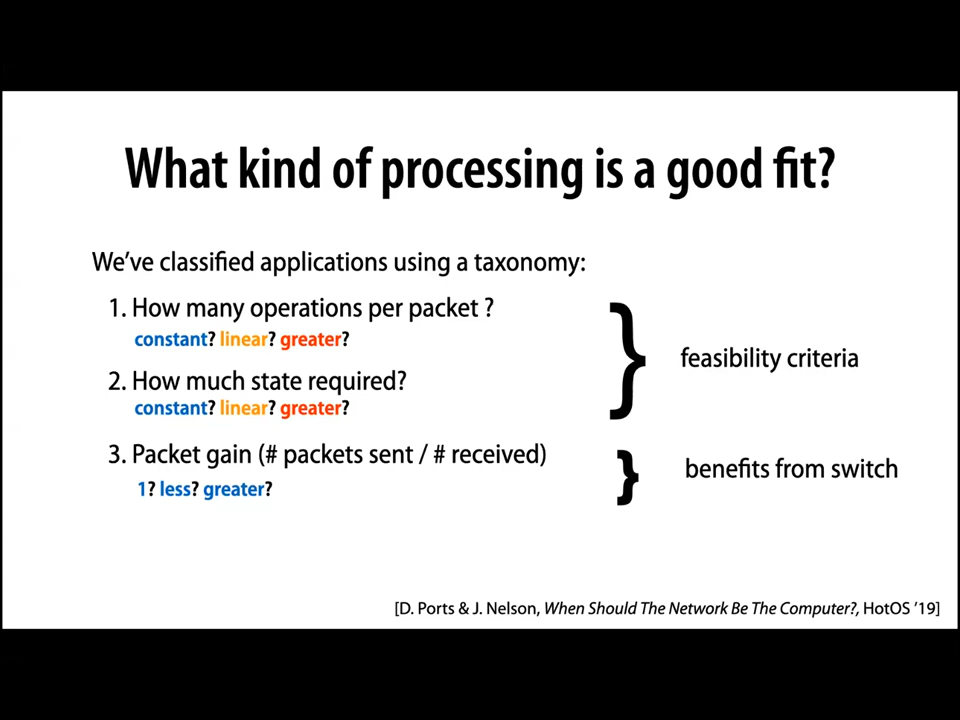 What kind of processing is a good fit?
We've classified applications using a taxonomy:
1. How many operations per packet ?
constant? linear? greater?
2. How much state required?
constant? linear? greater?
} feasibility criteria
3. Packet gain (# packets sent / # received)
1? less? greater?
} benefits from switch
[D. Ports & J. Nelson, When Should The Network Be The Computer?, HotOS '19]